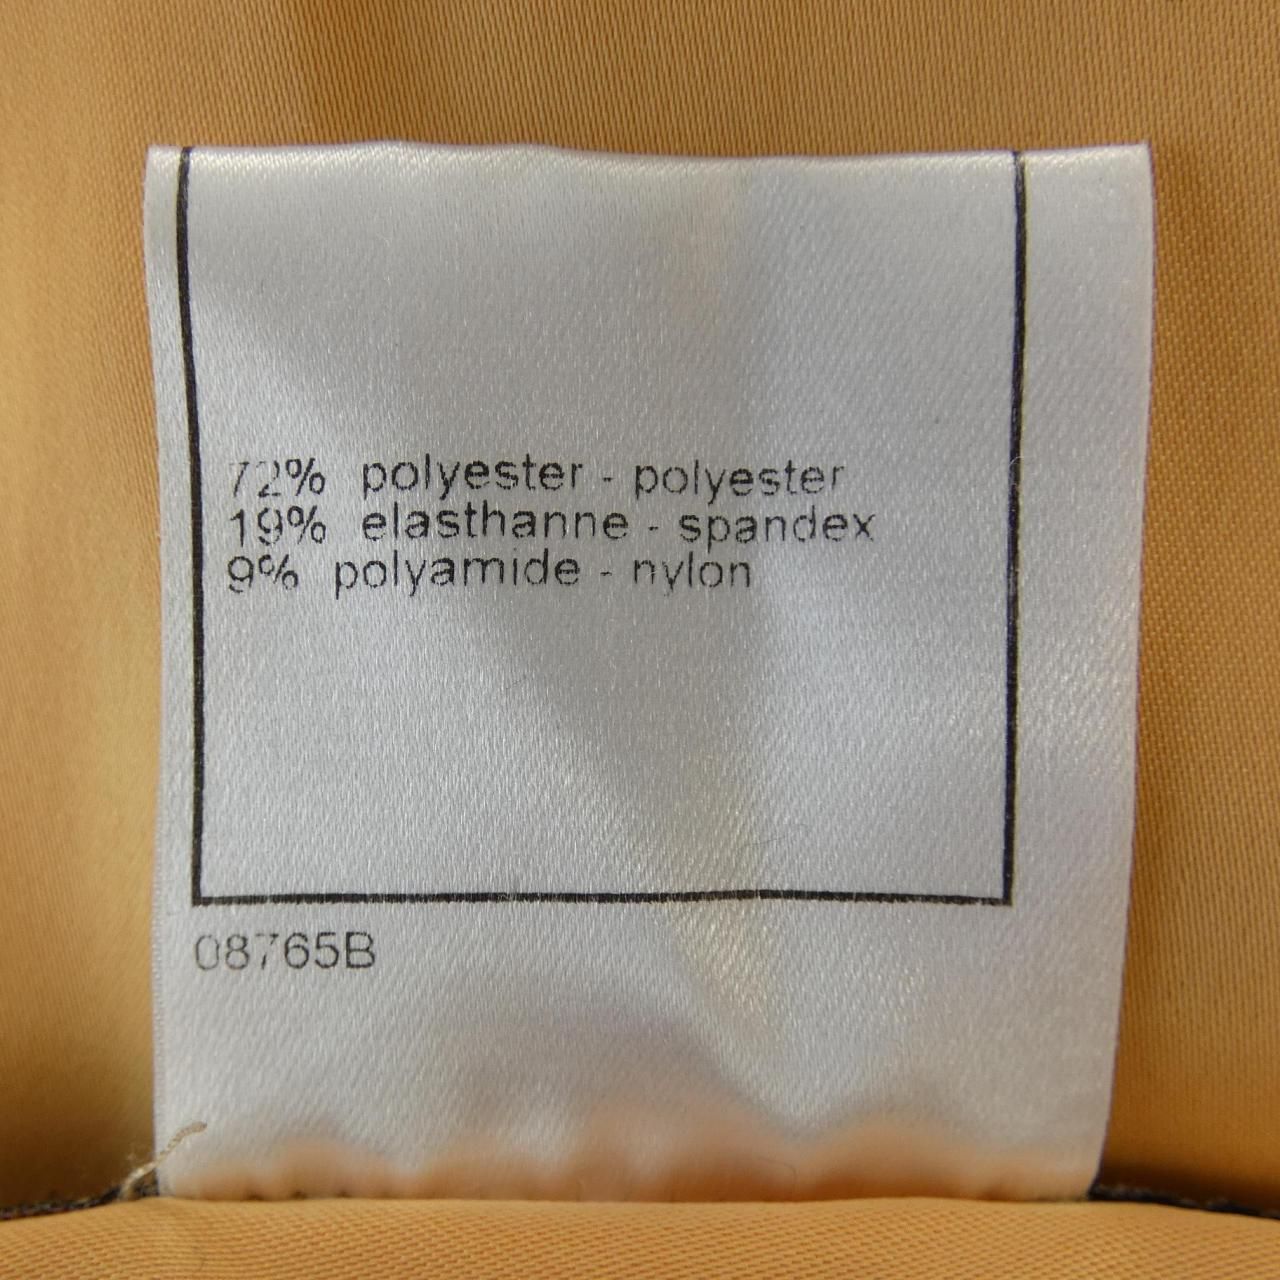 72% polyester - polyester
19% elasthanne - spandex
9% polyamide - nylon
08765B